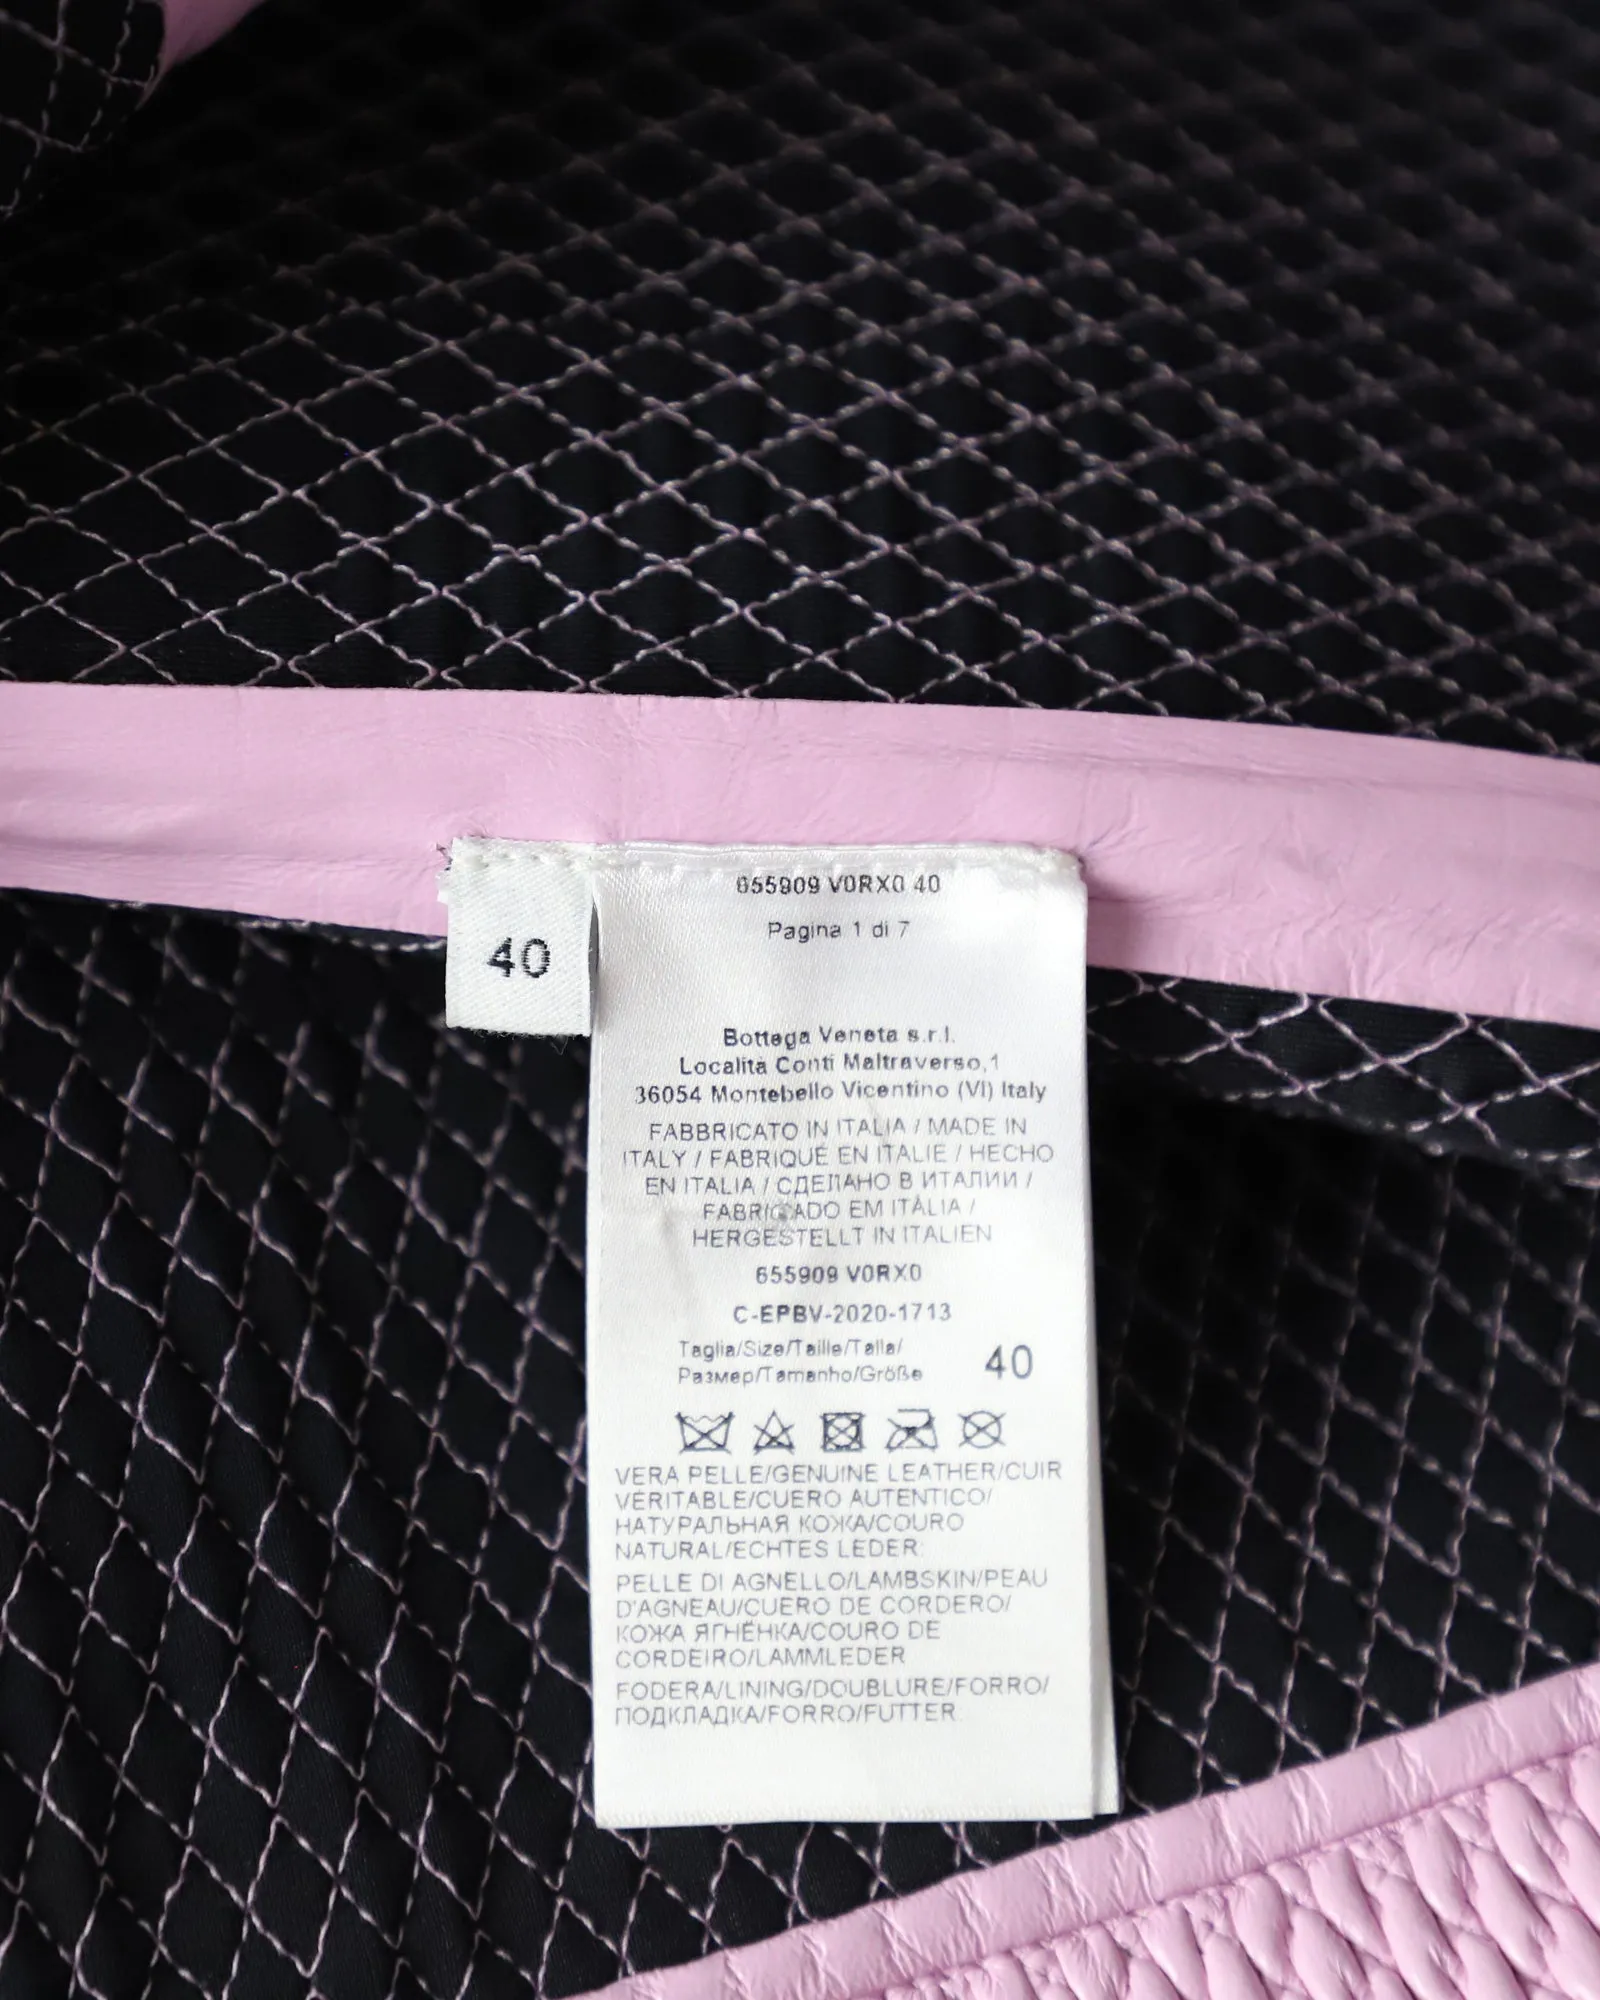 655909 V0RX0 40
Pagina 1 di 7
40
Bottega Veneta s.r.l.
Località Conti Maltraverso,1
36054 Montebello Vicentino (VI) Italy
FABBRICATO IN ITALIA / MADE IN
ITALY / FABRIQUÉ EN ITALIE / HECHO
EN ITALIA / СДЕЛАНО В ИТАЛИИ /
FABRICADO EM ITÁLIA /
HERGESTELLT IN ITALIEN
655909 V0RX0
C-EPBV-2020-1713
Taglia/Size/Taille/Talla/
Размер/Tamanho/Größe 40
VERA PELLE/GENUINE LEATHER/CUIR
VERITABLE/CUERO AUTENTICO/
НАТУРАЛЬНАЯ КОЖА/COURO
NATURAL/ECHTES LEDER:
PELLE DI AGNELLO/LAMBSKIN/PEAU
D'AGNEAU/CUERO DE CORDERO/
КОЖА ЯГНЁНКА/COURO DE
CORDEIRO/LAMMLEDER
FODERA/LINING/DOUBLURE/FORRO/
ПОДКЛАДКА/FORRO/FUTTER: